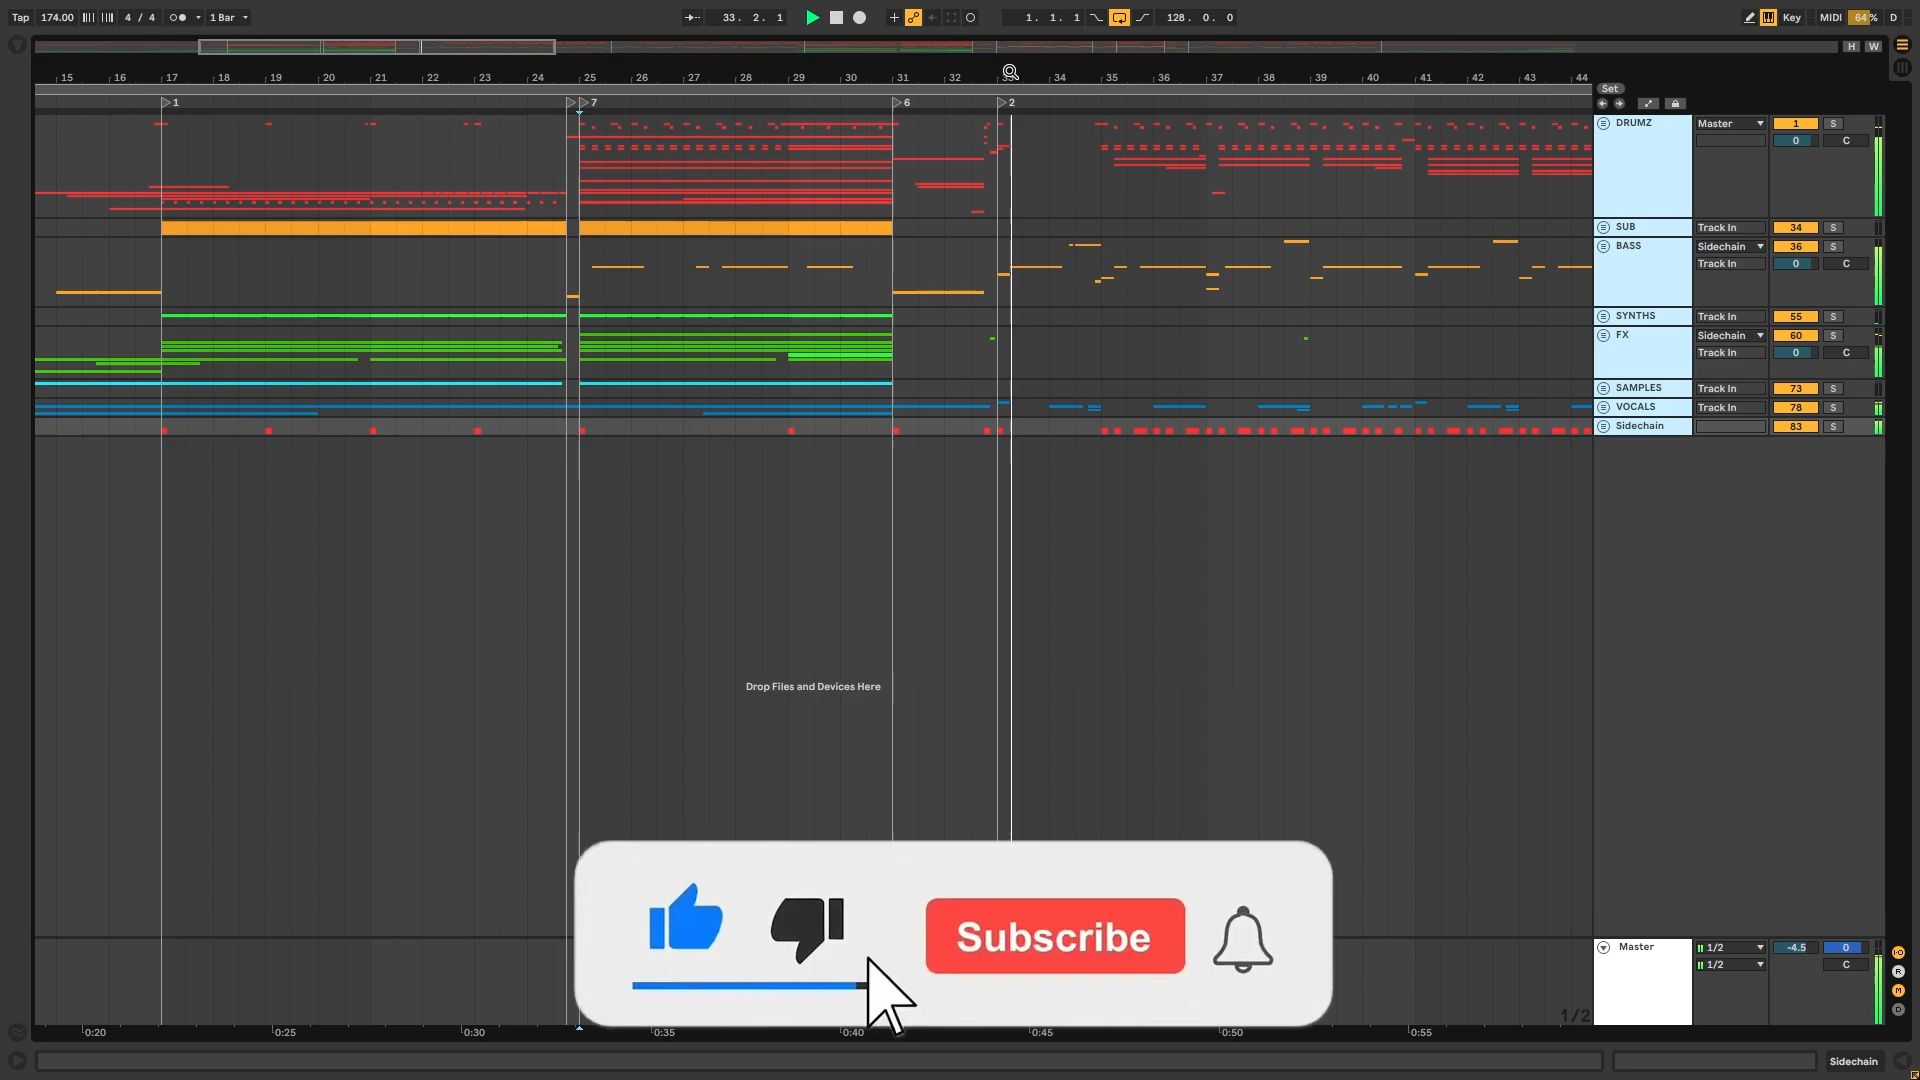 Tap 174.00 4 / 4 1 Bar 33. 2. 1 1. 1. 1 128. 0. 0 Key MIDI 64 % D
H W
15 16 17 18 19 20 21 22 23 24 25 26 27 28 29 30 31 32 33 34 35 36 37 38 39 40 41 42 43 44
Set
1 7 6 2
DRUMZ Master 1 S
0 C
SUB Track In 34 S
BASS Sidechain 36 S
Track In 0 C
SYNTHS Track In 55 S
FX Sidechain 60 S
Track In 0 C
SAMPLES Track In 73 S
VOCALS Track In 78 S
Sidechain 83 S
Drop Files and Devices Here
Subscribe
Master 1/2 -4.5 0
1/2 C
I·O
R
M
D
1/2
0:20 0:25 0:30 0:35 0:40 0:45 0:50 0:55
Sidechain